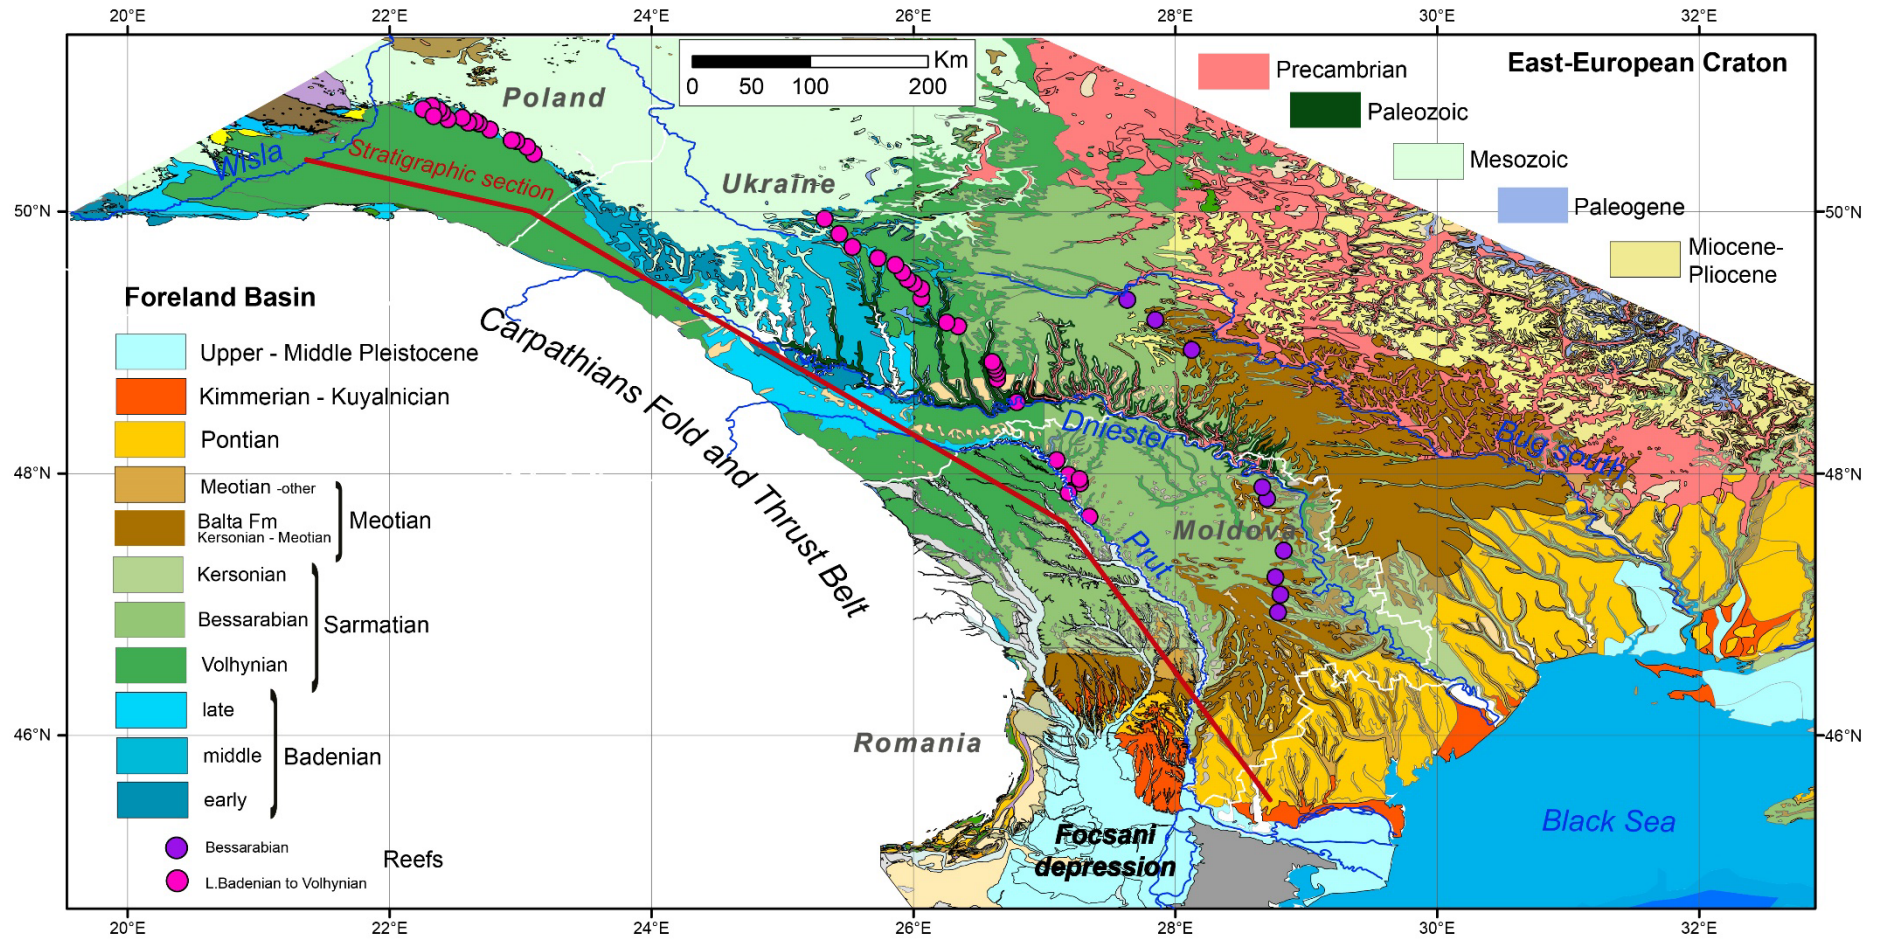 20°E
22°E
24°E
26°E
28°E
30°E
32°E
Km
0
50
100
200
East-European Craton
Precambrian
Paleozoic
Mesozoic
Paleogene
Miocene-
Pliocene
Poland
Wisla
Stratigraphic section
Ukraine
50°N
50°N
Foreland Basin
Upper - Middle Pleistocene
Kimmerian - Kuyalnician
Pontian
Meotian -other
Balta Fm
Kersonian - Meotian
Meotian
Kersonian
Bessarabian
Volhynian
Sarmatian
late
middle
early
Badenian
Bessarabian
L.Badenian to Volhynian
Reefs
Carpathians Fold and Thrust Belt
Dniester
Bug south
48°N
48°N
Moldova
Prut
Romania
46°N
46°N
Focsani
depression
Black Sea
20°E
22°E
24°E
26°E
28°E
30°E
32°E